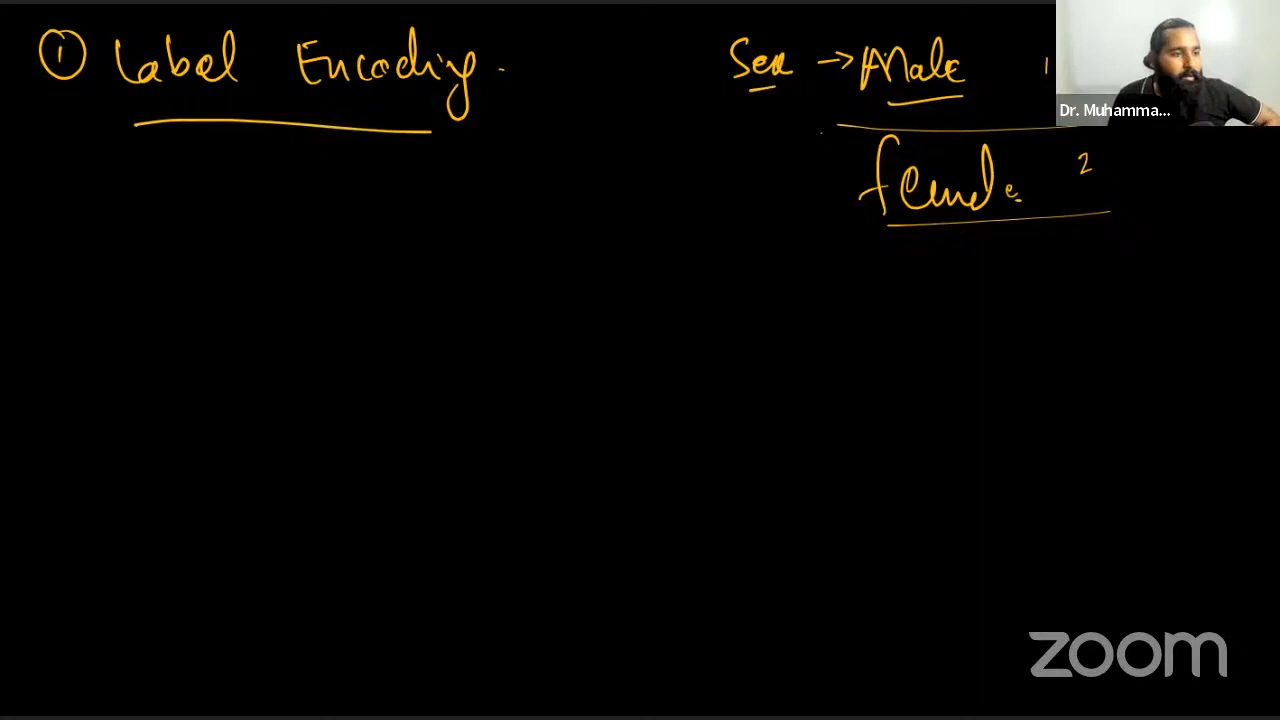 ① Label Encoding.
Sex → Male 1
Female 2
Dr. Muhamma...
zoom